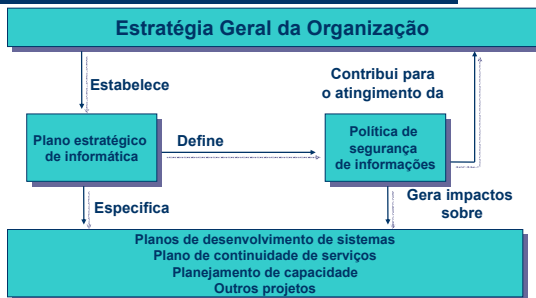 Estratégia Geral da Organização
Estabelece
Contribui para
o atingimento da
Plano estratégico
de informática
Define
Política de
segurança
de informações
Especifica
Gera impactos
sobre
Planos de desenvolvimento de sistemas
Plano de continuidade de serviços
Planejamento de capacidade
Outros projetos